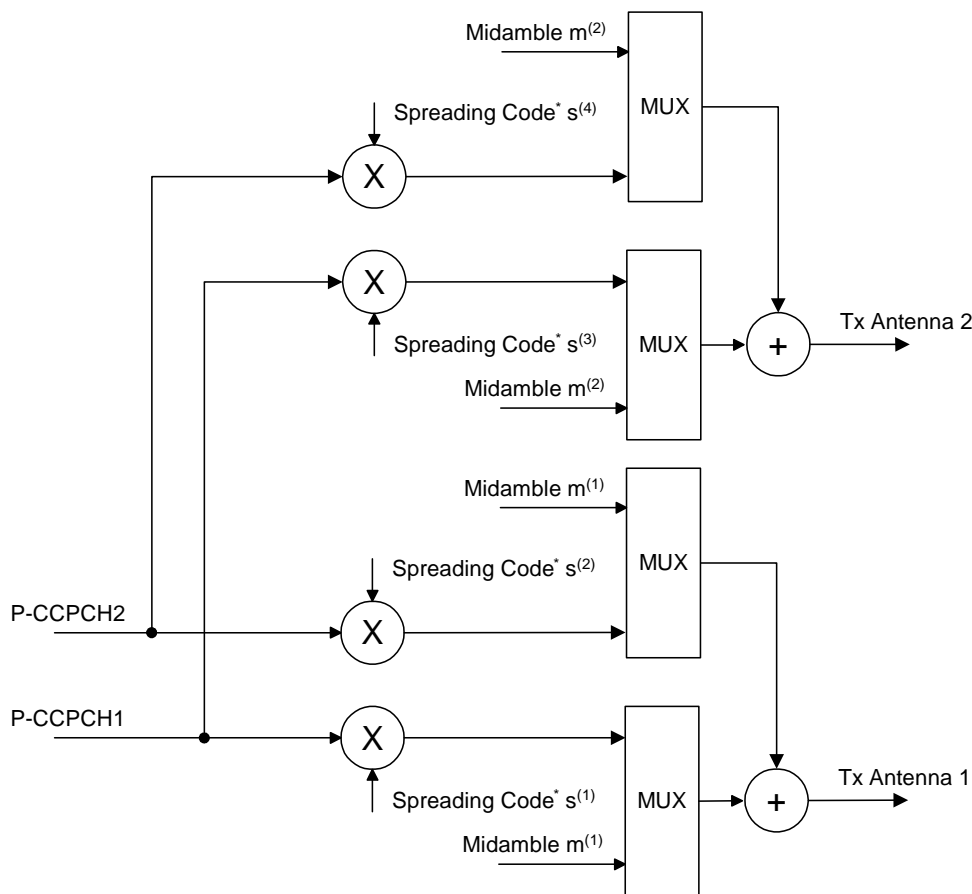 Midamble m(2)
MUX
Spreading Code* s(4)
X
X
Tx Antenna 2
MUX
+
Spreading Code* s(3)
Midamble m(2)
Midamble m(1)
MUX
Spreading Code* s(2)
P-CCPCH2
X
P-CCPCH1
X
Tx Antenna 1
MUX
+
Spreading Code* s(1)
Midamble m(1)